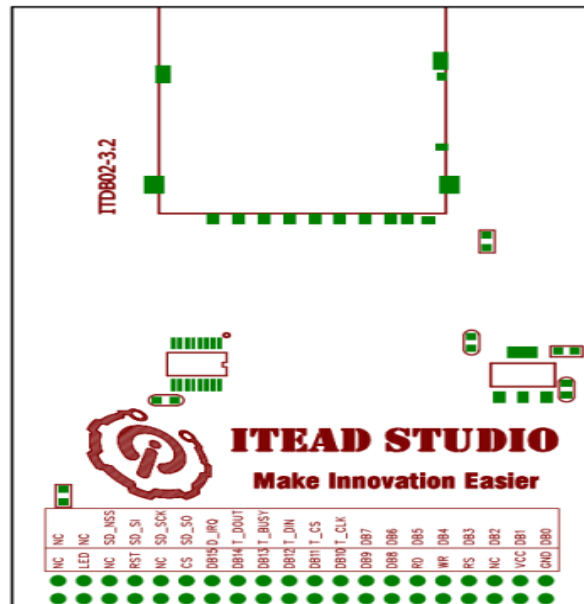 ITDB02-3.2
ITEAD STUDIO
Make Innovation Easier
NC NC SD_NSS SD_SI SD_SCK SD_SO D_IRQ T_DOUT T_BUSY T_DIN T_CS T_CLK DB7 DB6 DB5 DB4 DB3 DB2 DB1 DB0
NC LED NC RST NC CS DB15 DB14 DB13 DB12 DB11 DB10 DB9 DB8 RD WR RS NC VCC GND